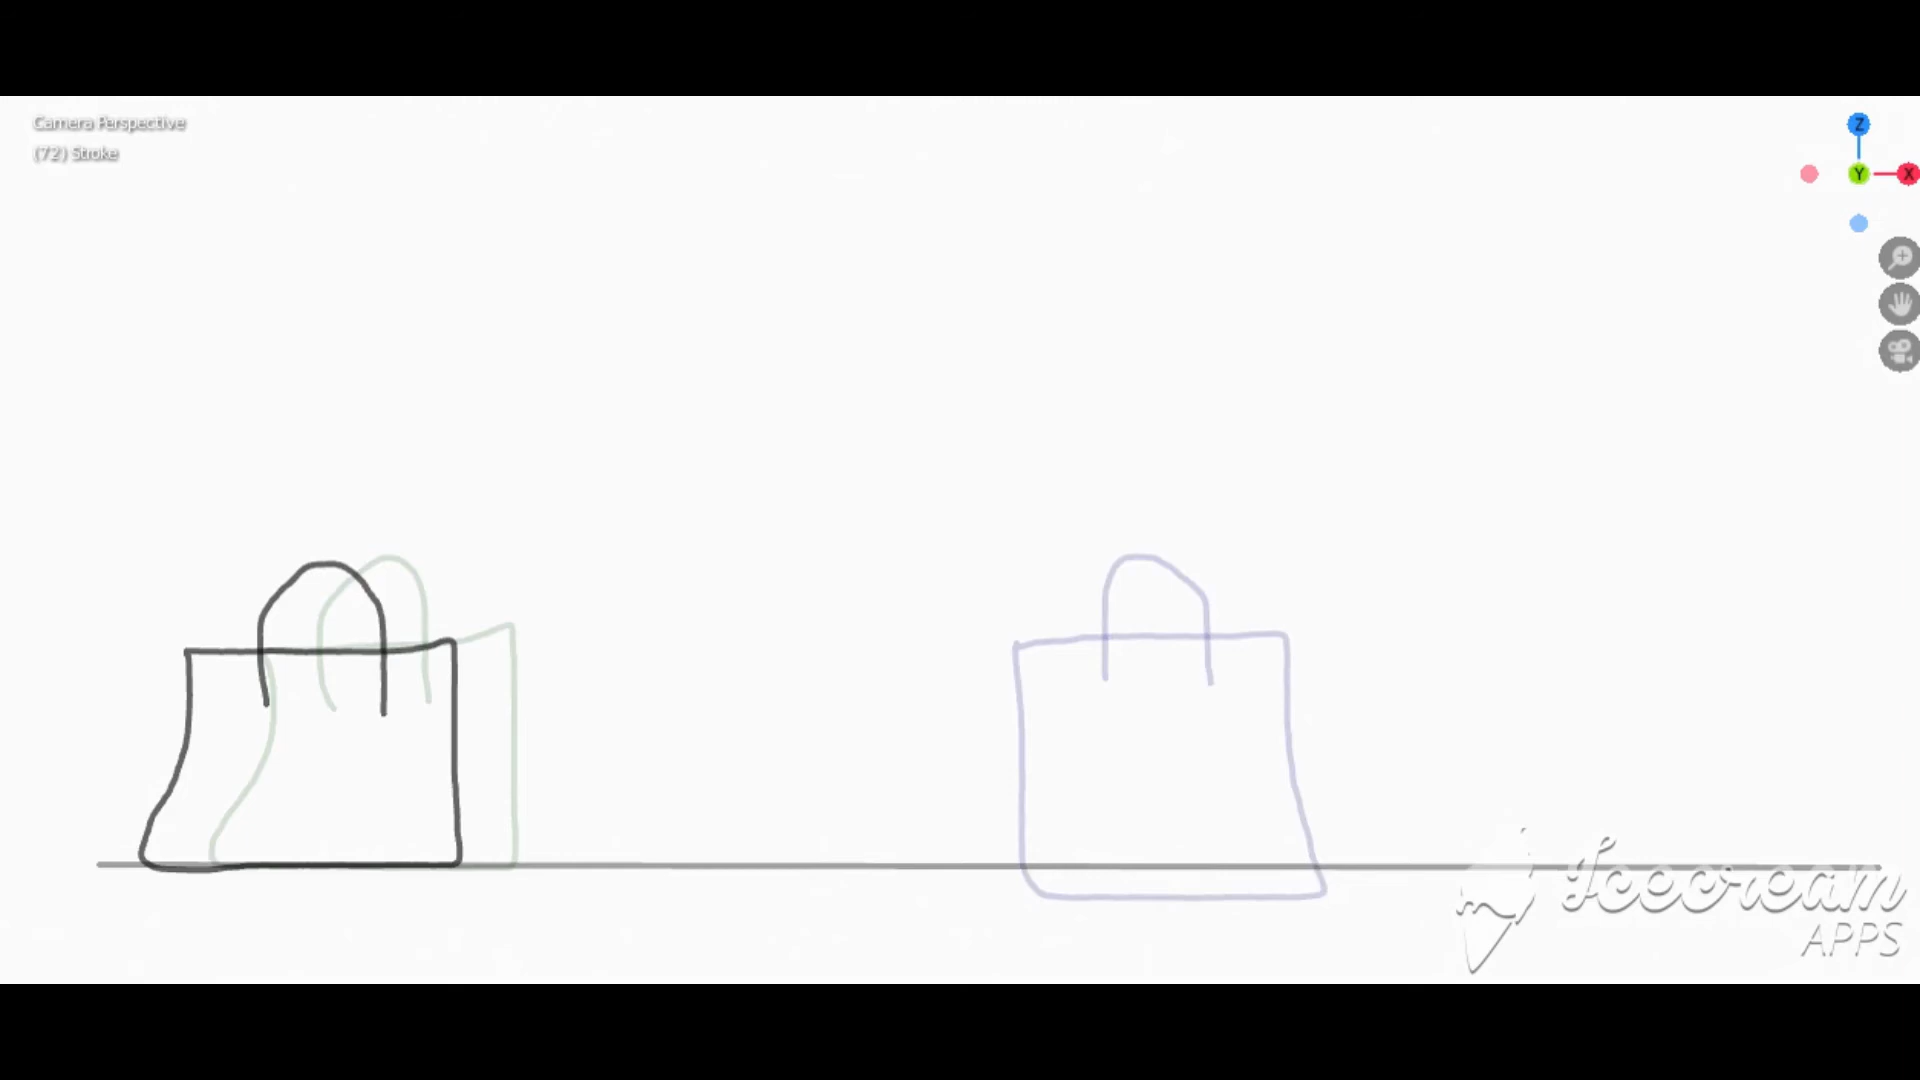 Camera Perspective
(72) Stroke
Z
Y
X
Icecream
APPS